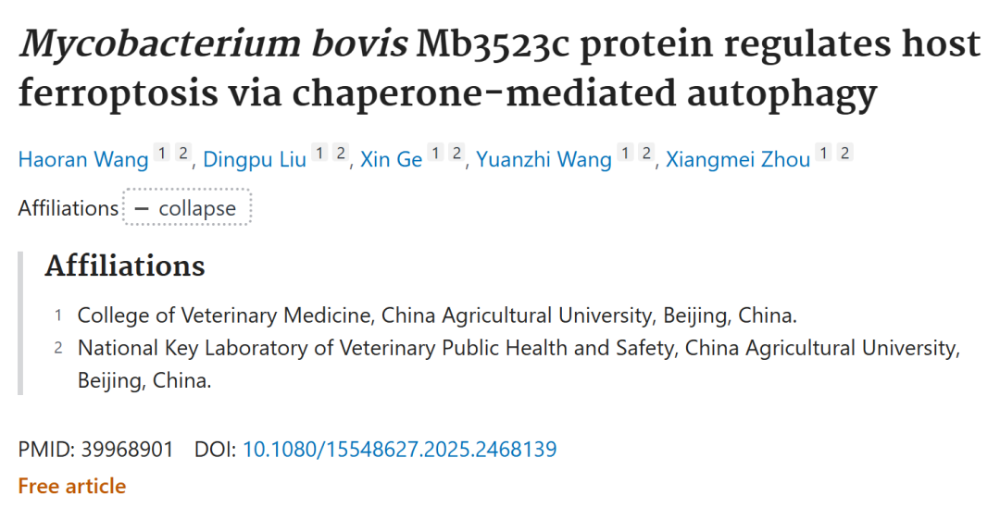 Mycobacterium bovis Mb3523c protein regulates host
ferroptosis via chaperone-mediated autophagy
Haoran Wang 1 2, Dingpu Liu 1 2, Xin Ge 1 2, Yuanzhi Wang 1 2, Xiangmei Zhou 1 2
Affiliations — collapse
Affiliations
1 College of Veterinary Medicine, China Agricultural University, Beijing, China.
2 National Key Laboratory of Veterinary Public Health and Safety, China Agricultural University,
Beijing, China.
PMID: 39968901 DOI: 10.1080/15548627.2025.2468139
Free article